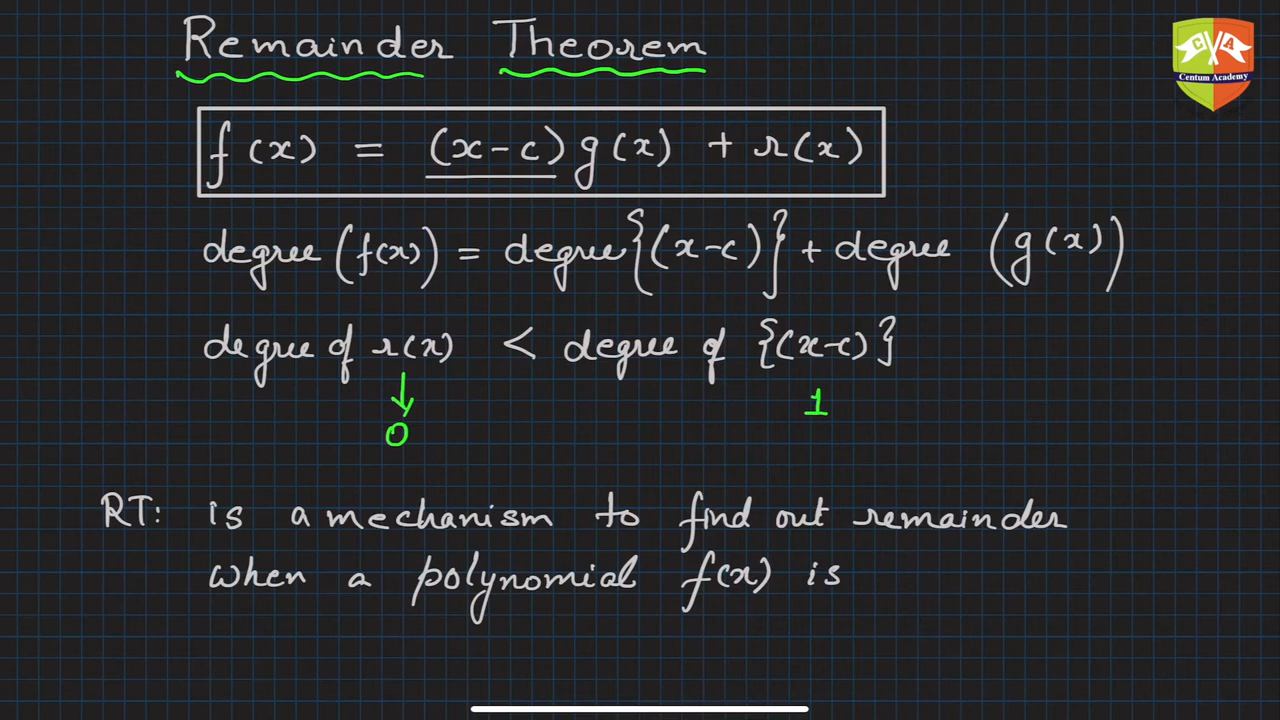 Remainder Theorem
C A
Centum Academy
f(x) = (x-c) g(x) + r(x)
degree (f(x)) = degree {(x-c)} + degree (g(x))
degree of r(x) < degree of {(x-c)}
↓
0
1
RT: is a mechanism to find out remainder
when a polynomial f(x) is